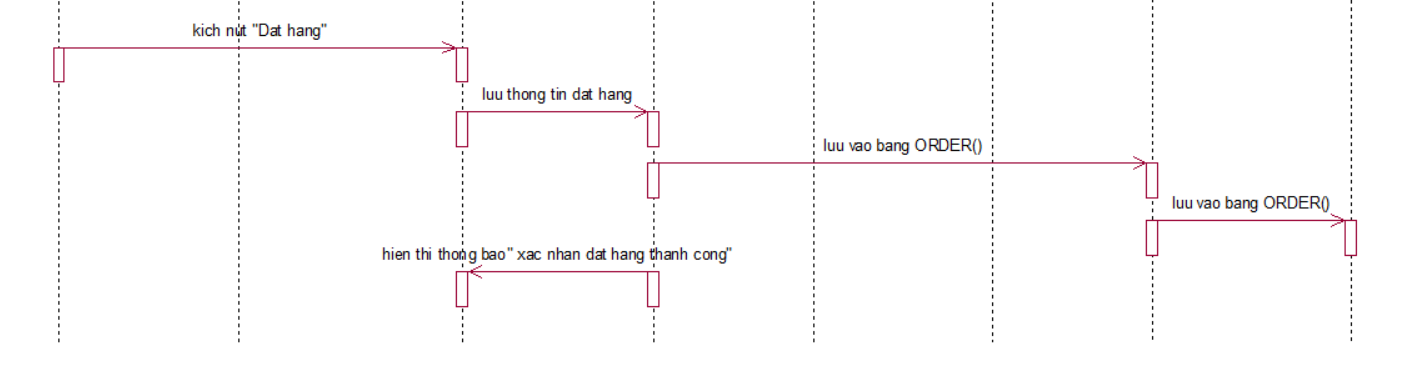 kich nut "Dat hang"
luu thong tin dat hang
luu vao bang ORDER()
luu vao bang ORDER()
hien thi thong bao" xac nhan dat hang thanh cong"